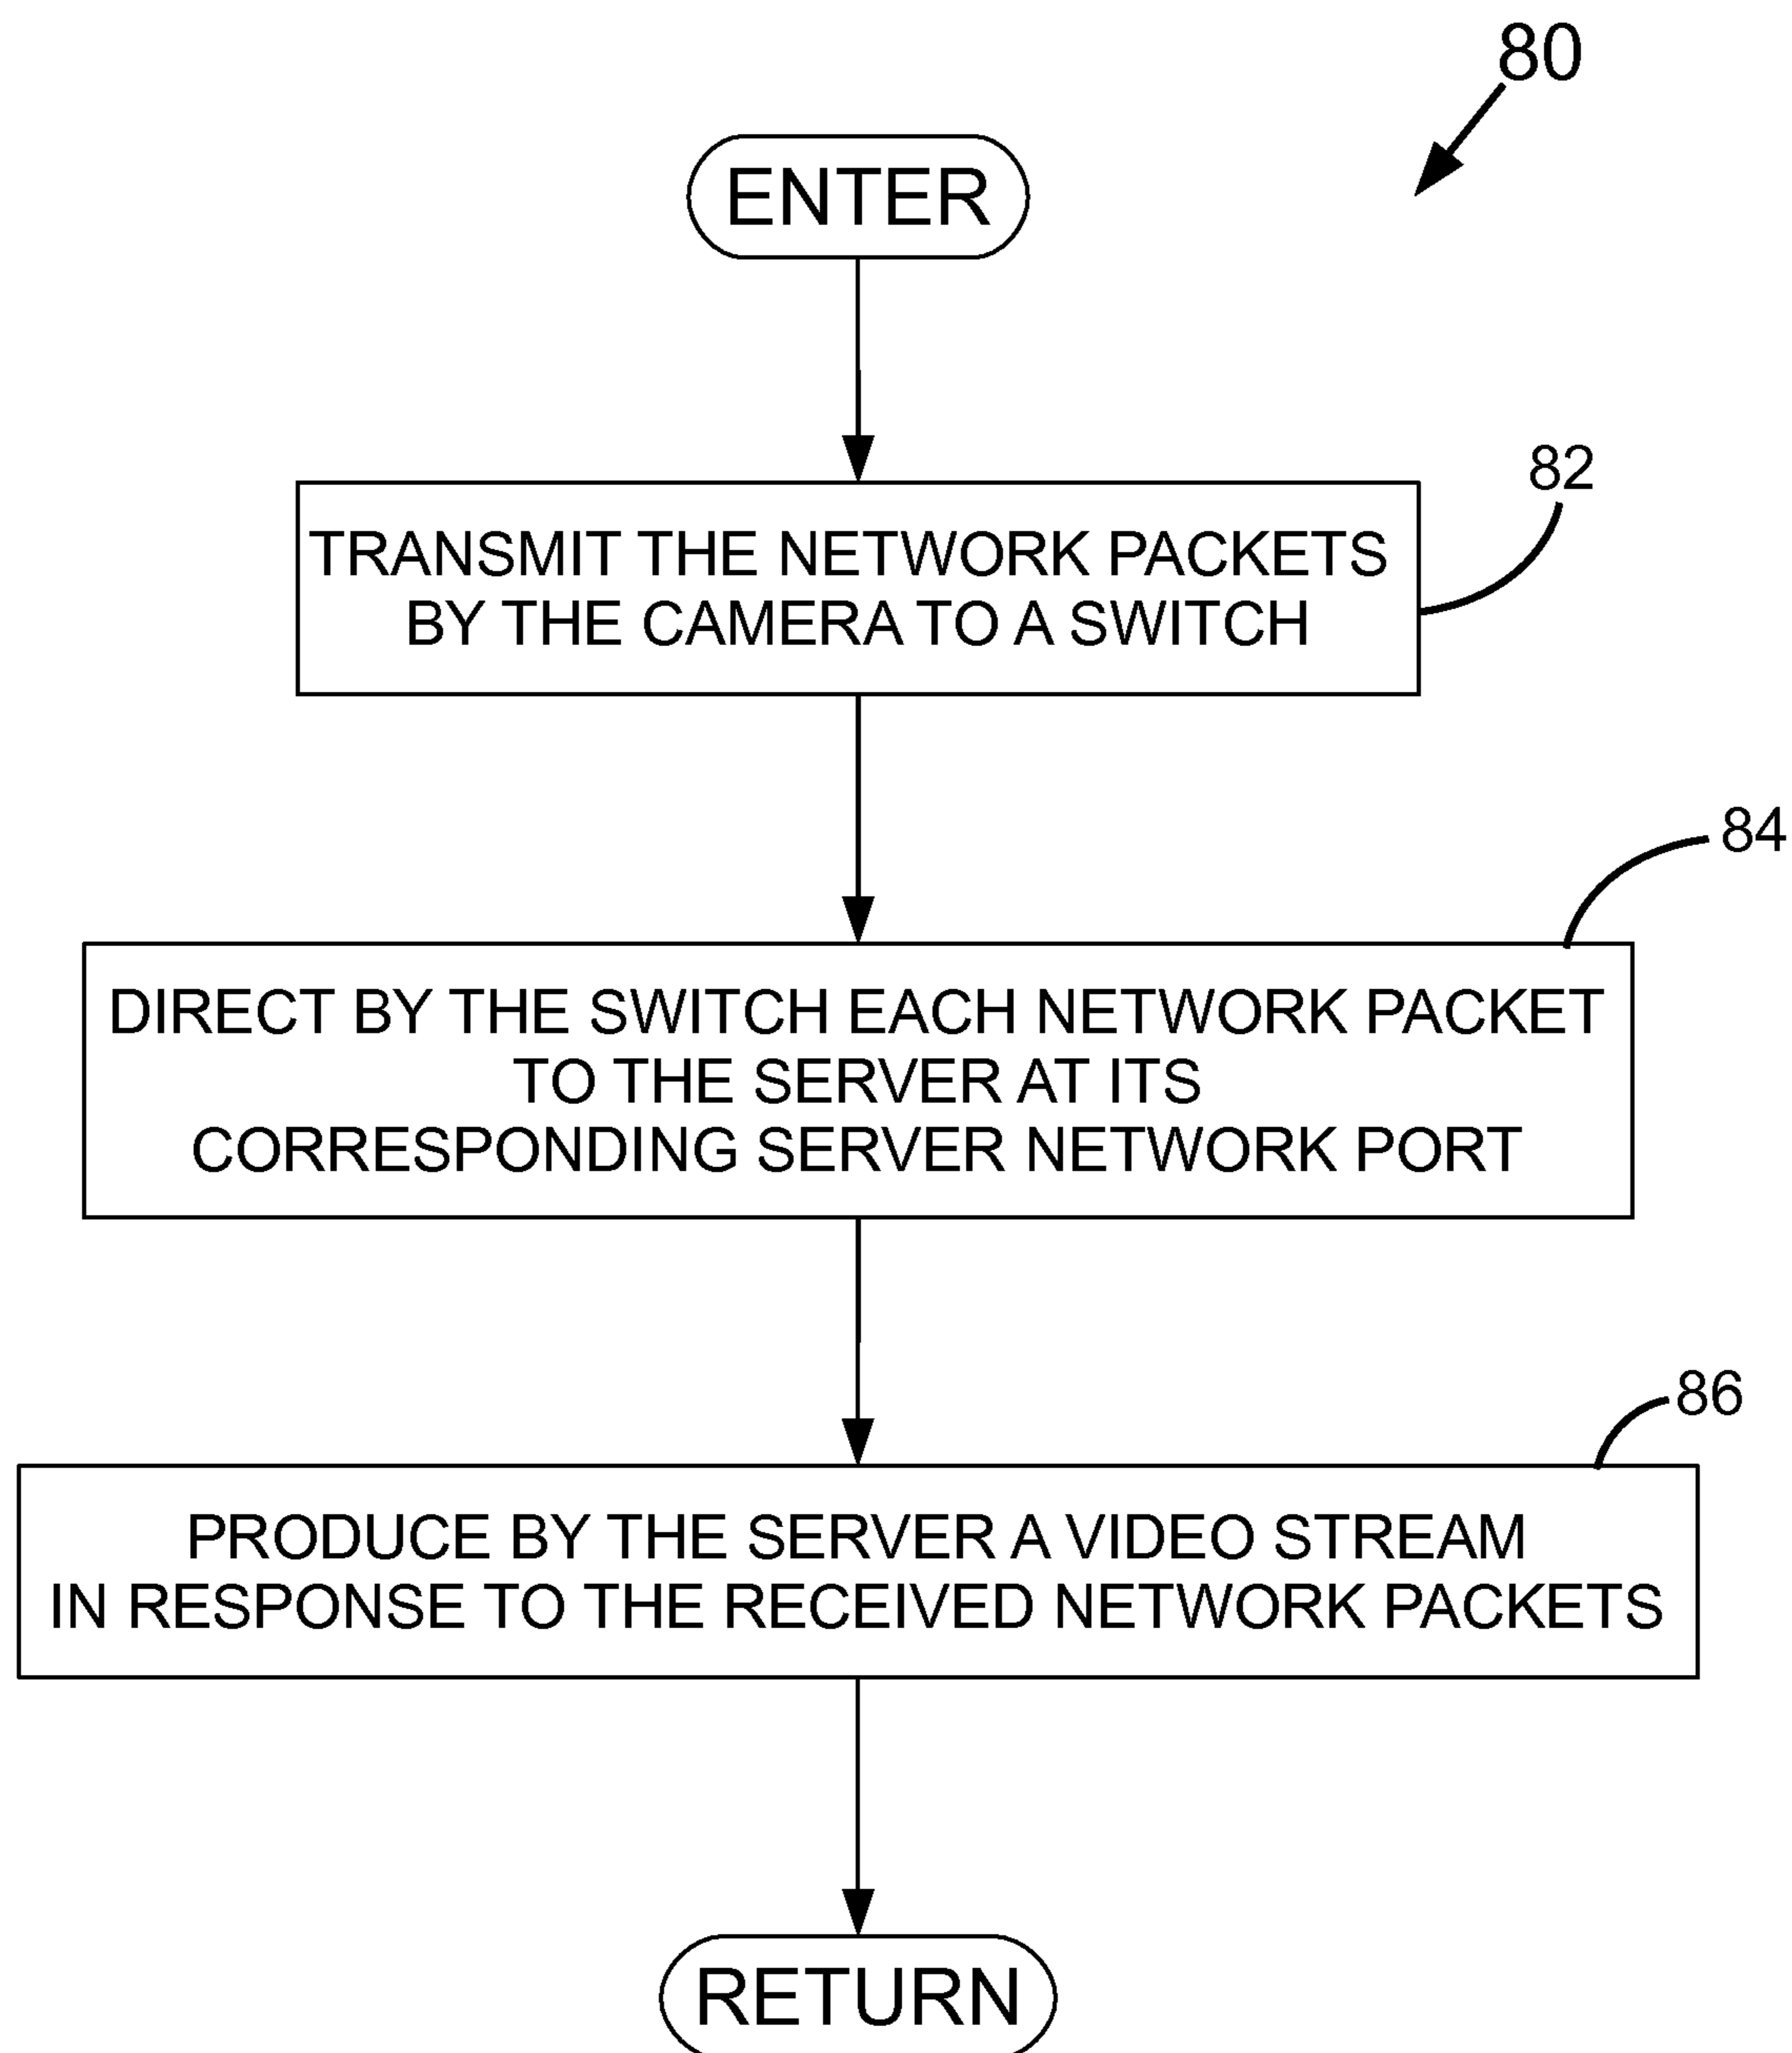 80
ENTER
82
TRANSMIT THE NETWORK PACKETS
BY THE CAMERA TO A SWITCH
84
DIRECT BY THE SWITCH EACH NETWORK PACKET
TO THE SERVER AT ITS
CORRESPONDING SERVER NETWORK PORT
86
PRODUCE BY THE SERVER A VIDEO STREAM
IN RESPONSE TO THE RECEIVED NETWORK PACKETS
RETURN